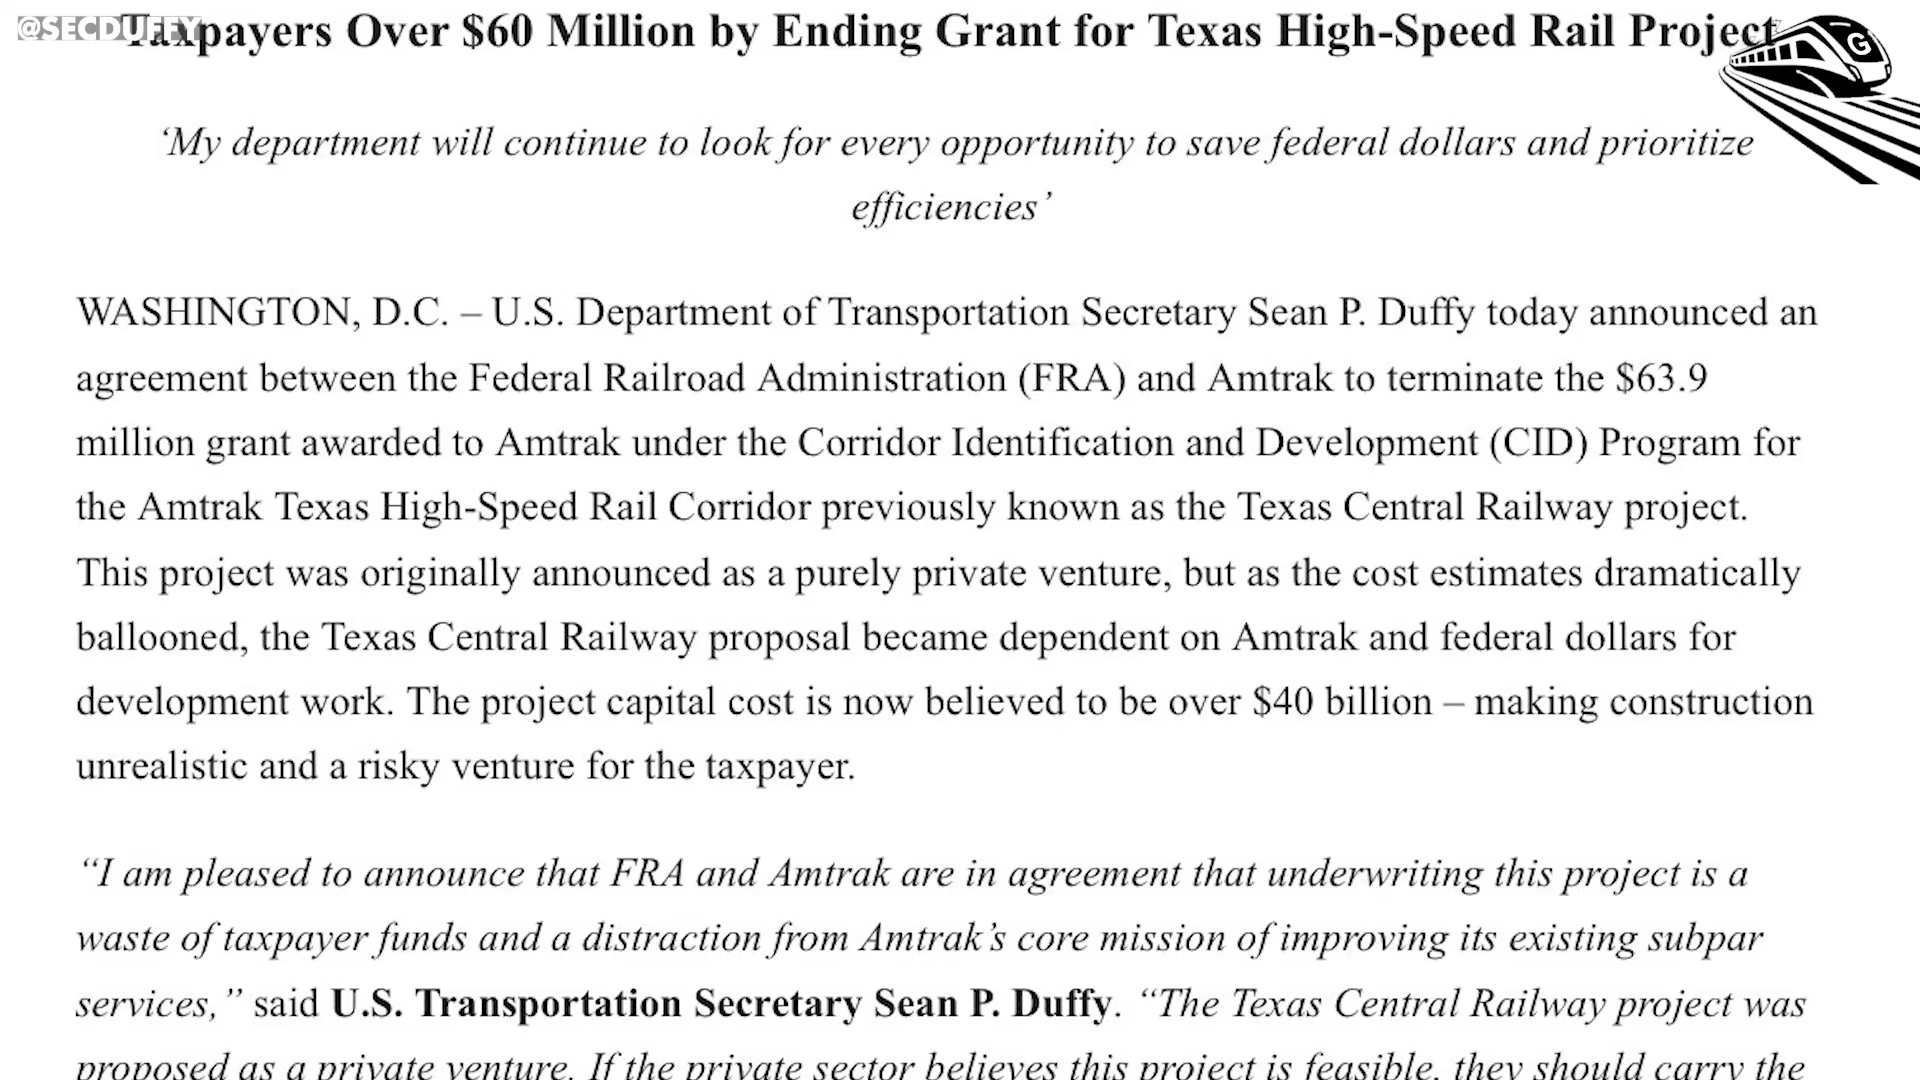 @SECDUFFY
Taxpayers Over $60 Million by Ending Grant for Texas High-Speed Rail Project
G
‘My department will continue to look for every opportunity to save federal dollars and prioritize
efficiencies’
WASHINGTON, D.C. – U.S. Department of Transportation Secretary Sean P. Duffy today announced an
agreement between the Federal Railroad Administration (FRA) and Amtrak to terminate the $63.9
million grant awarded to Amtrak under the Corridor Identification and Development (CID) Program for
the Amtrak Texas High-Speed Rail Corridor previously known as the Texas Central Railway project.
This project was originally announced as a purely private venture, but as the cost estimates dramatically
ballooned, the Texas Central Railway proposal became dependent on Amtrak and federal dollars for
development work. The project capital cost is now believed to be over $40 billion – making construction
unrealistic and a risky venture for the taxpayer.
“I am pleased to announce that FRA and Amtrak are in agreement that underwriting this project is a
waste of taxpayer funds and a distraction from Amtrak’s core mission of improving its existing subpar
services,” said U.S. Transportation Secretary Sean P. Duffy. “The Texas Central Railway project was
proposed as a private venture. If the private sector believes this project is feasible, they should carry the